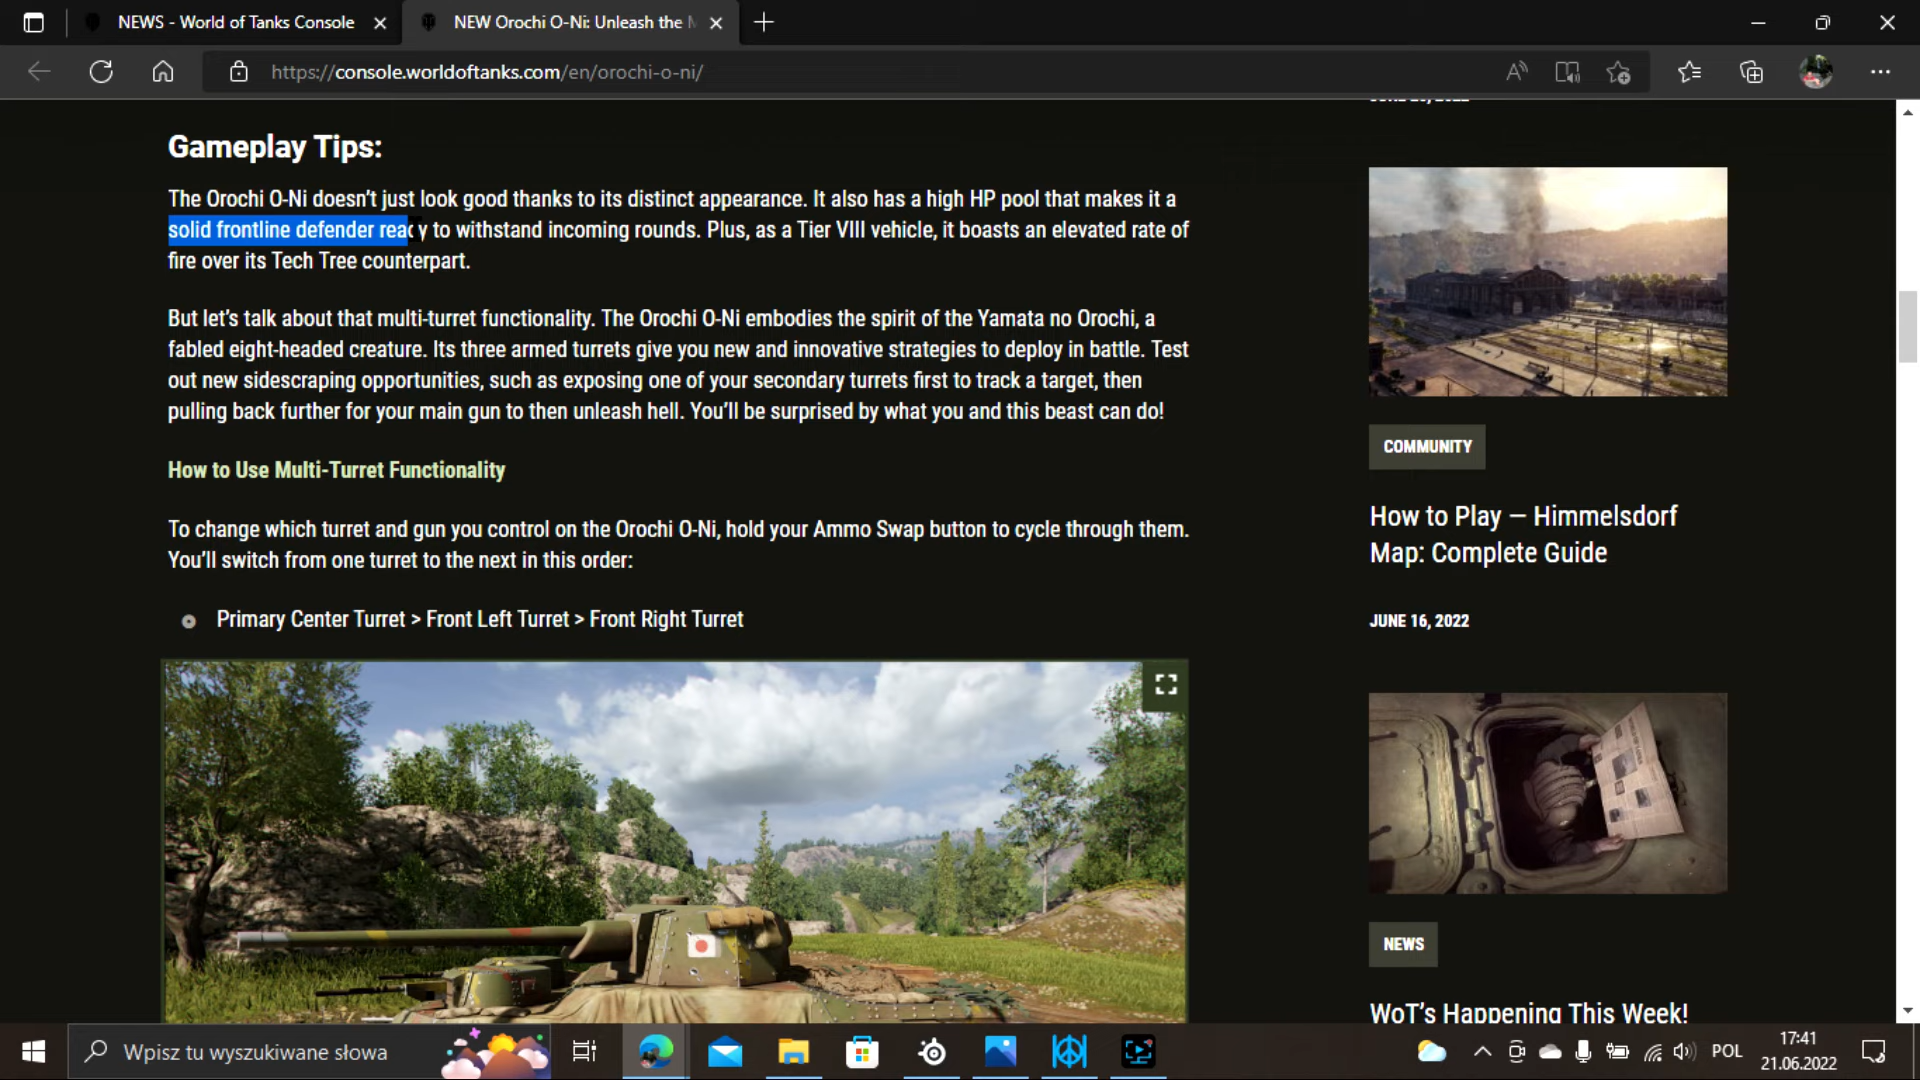 NEWS - World of Tanks Console
NEW Orochi O-Ni: Unleash the
https://console.worldoftanks.com/en/orochi-o-ni/
Gameplay Tips:
The Orochi O-Ni doesn't just look good thanks to its distinct appearance. It also has a high HP pool that makes it a
solid frontline defender ready to withstand incoming rounds. Plus, as a Tier VIII vehicle, it boasts an elevated rate of
fire over its Tech Tree counterpart.
But let's talk about that multi-turret functionality. The Orochi O-Ni embodies the spirit of the Yamata no Orochi, a
fabled eight-headed creature. Its three armed turrets give you new and innovative strategies to deploy in battle. Test
out new sidescraping opportunities, such as exposing one of your secondary turrets first to track a target, then
pulling back further for your main gun to then unleash hell. You'll be surprised by what you and this beast can do!
How to Use Multi-Turret Functionality
To change which turret and gun you control on the Orochi O-Ni, hold your Ammo Swap button to cycle through them.
You'll switch from one turret to the next in this order:
Primary Center Turret > Front Left Turret > Front Right Turret
COMMUNITY
How to Play — Himmelsdorf
Map: Complete Guide
JUNE 16, 2022
NEWS
WoT's Happening This Week!
Wpisz tu wyszukiwane słowa
POL
17:41
21.06.2022